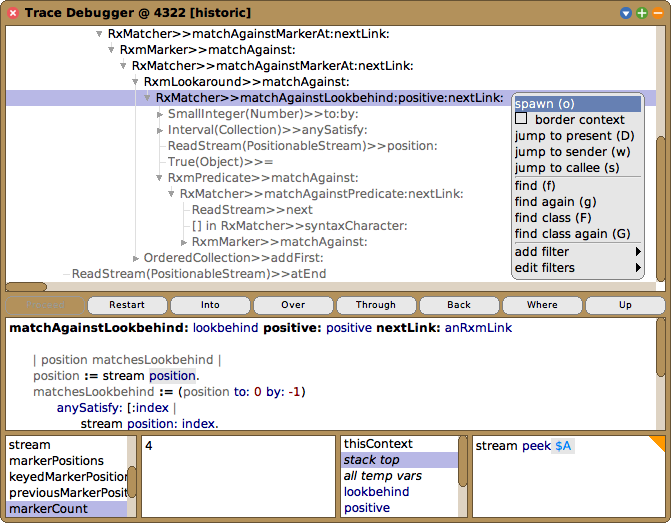 Trace Debugger @ 4322 [historic]
RxMatcher>>matchAgainstMarkerAt:nextLink:
RxmMarker>>matchAgainst:
RxMatcher>>matchAgainstMarkerAt:nextLink:
RxmLookaround>>matchAgainst:
RxMatcher>>matchAgainstLookbehind:positive:nextLink:
SmallInteger(Number)>>to:by:
Interval(Collection)>>anySatisfy:
ReadStream(PositionableStream)>>position:
True(Object)>>=
RxmPredicate>>matchAgainst:
RxMatcher>>matchAgainstPredicate:nextLink:
ReadStream>>next
[] in RxMatcher>>syntaxCharacter:
RxmMarker>>matchAgainst:
OrderedCollection>>addFirst:
ReadStream(PositionableStream)>>atEnd
spawn (o)
border context
jump to present (D)
jump to sender (w)
jump to callee (s)
find (f)
find again (g)
find class (F)
find class again (G)
add filter
edit filters
Restart
Into
Over
Through
Back
Where
Up
matchAgainstLookbehind: lookbehind positive: positive nextLink: anRxmLink
| position matchesLookbehind |
position := stream position.
matchesLookbehind := (position to: 0 by: -1)
anySatisfy: [:index |
stream position: index.
stream
markerPositions
keyedMarkerPosition
previousMarkerPosit
markerCount
4
thisContext
stack top
all temp vars
lookbehind
positive
stream peek $A